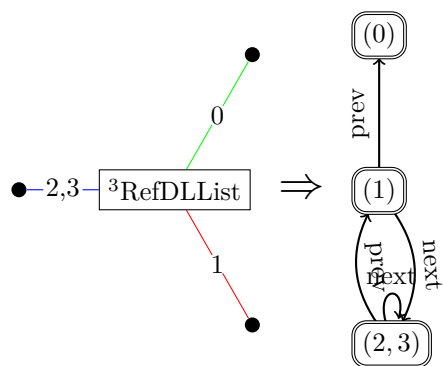 (0)
0
prev
2,3
³RefDLList
⇒
(1)
1
prev
next
next
(2, 3)